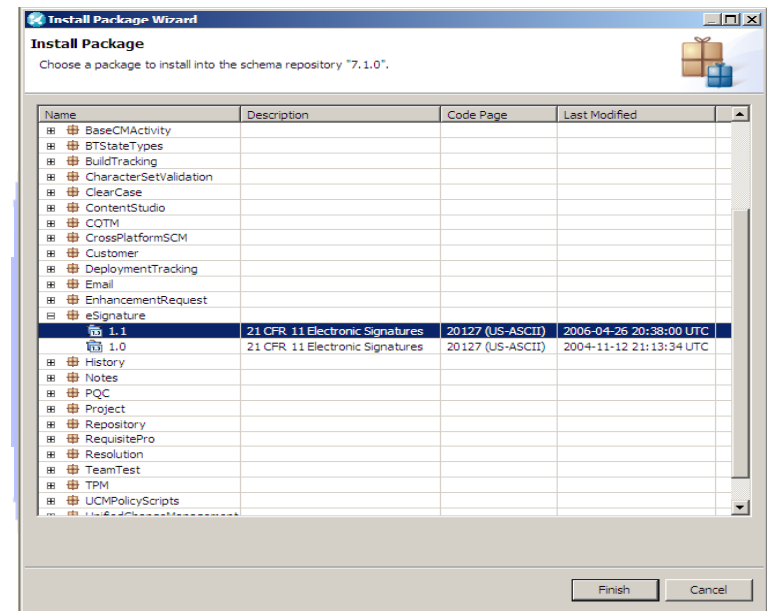 Install Package Wizard
Install Package
Choose a package to install into the schema repository "7.1.0".
Name Description Code Page Last Modified
BaseCMActivity
BTStateTypes
BuildTracking
CharacterSetValidation
ClearCase
ContentStudio
CQTM
CrossPlatformSCM
Customer
DeploymentTracking
Email
EnhancementRequest
eSignature
1.1 21 CFR 11 Electronic Signatures 20127 (US-ASCII) 2006-04-26 20:38:00 UTC
1.0 21 CFR 11 Electronic Signatures 20127 (US-ASCII) 2004-11-12 21:13:34 UTC
History
Notes
PQC
Project
Repository
RequisitePro
Resolution
TeamTest
TPM
UCMPolicyScripts
UnifiedChangeManagement
Finish Cancel